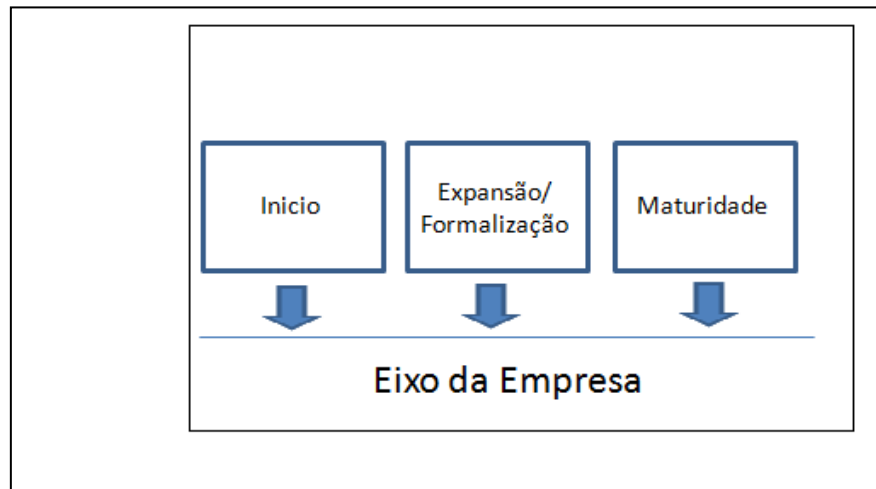 Inicio
Expansão/
Formalização
Maturidade
Eixo da Empresa